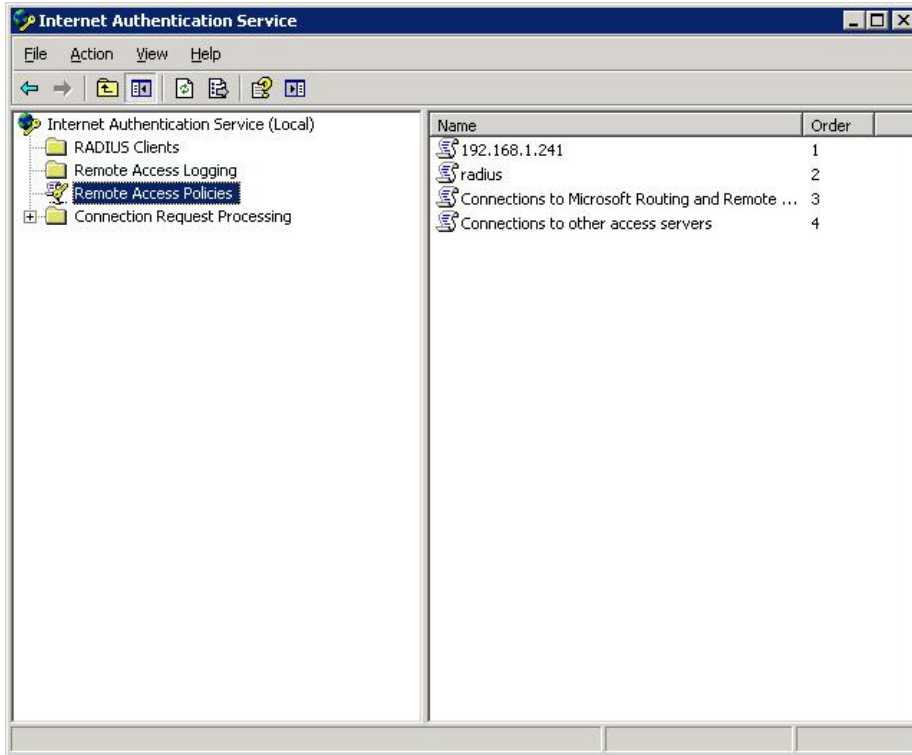 Internet Authentication Service
File Action View Help
Internet Authentication Service (Local)
RADIUS Clients
Remote Access Logging
Remote Access Policies
Connection Request Processing
Name Order
192.168.1.241 1
radius 2
Connections to Microsoft Routing and Remote ... 3
Connections to other access servers 4